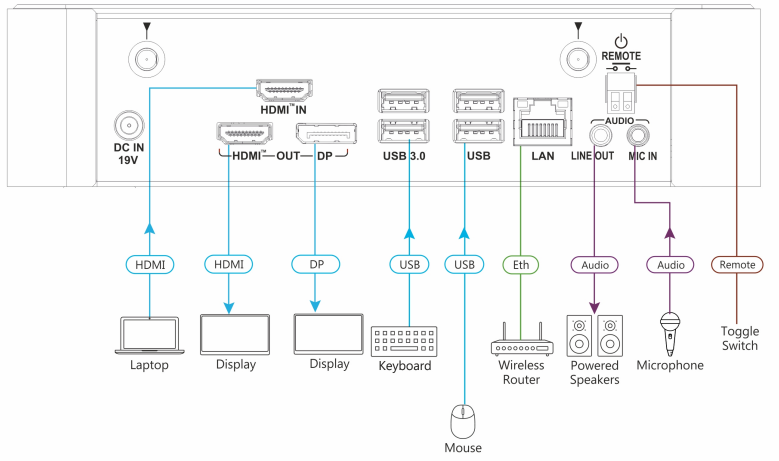 REMOTE
HDMI™ IN
DC IN
19V
HDMI™ OUT DP
USB 3.0
USB
LAN
AUDIO
LINE OUT
MIC IN
HDMI
HDMI
DP
USB
USB
Eth
Audio
Audio
Remote
Laptop
Display
Display
Keyboard
Wireless
Router
Powered
Speakers
Microphone
Toggle
Switch
Mouse